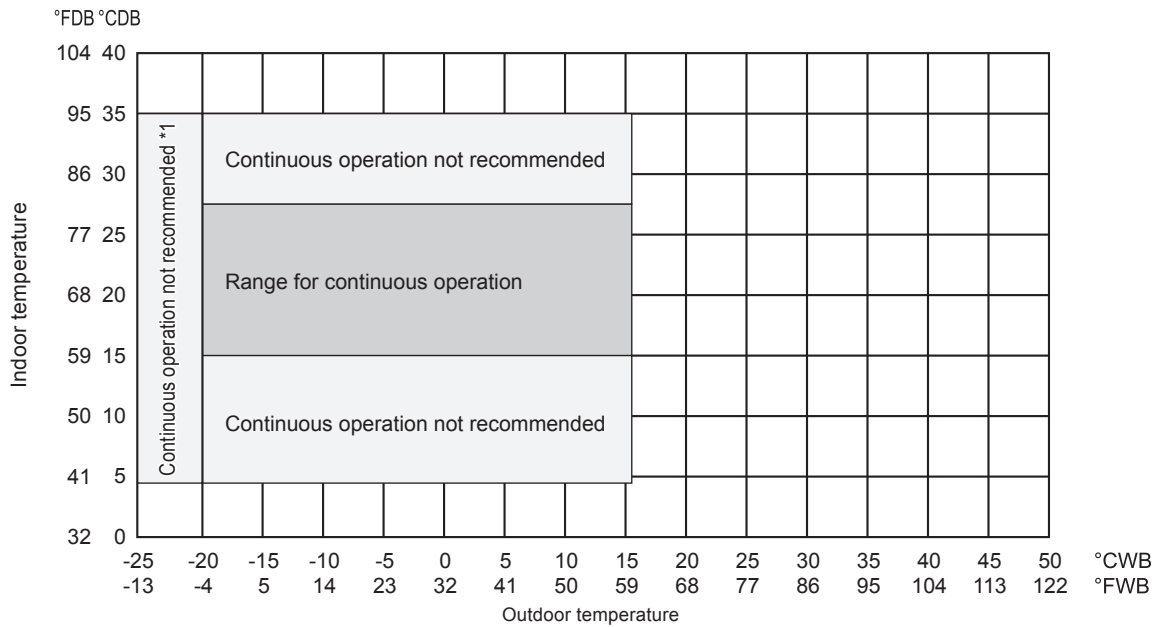 °FDB °CDB
104 40
95 35
86 30
77 25
68 20
59 15
50 10
41 5
32 0
Indoor temperature
Continuous operation not recommended *1
Continuous operation not recommended
Range for continuous operation
Continuous operation not recommended
-25 -20 -15 -10 -5 0 5 10 15 20 25 30 35 40 45 50 °CWB
-13 -4 5 14 23 32 41 50 59 68 77 86 95 104 113 122 °FWB
Outdoor temperature